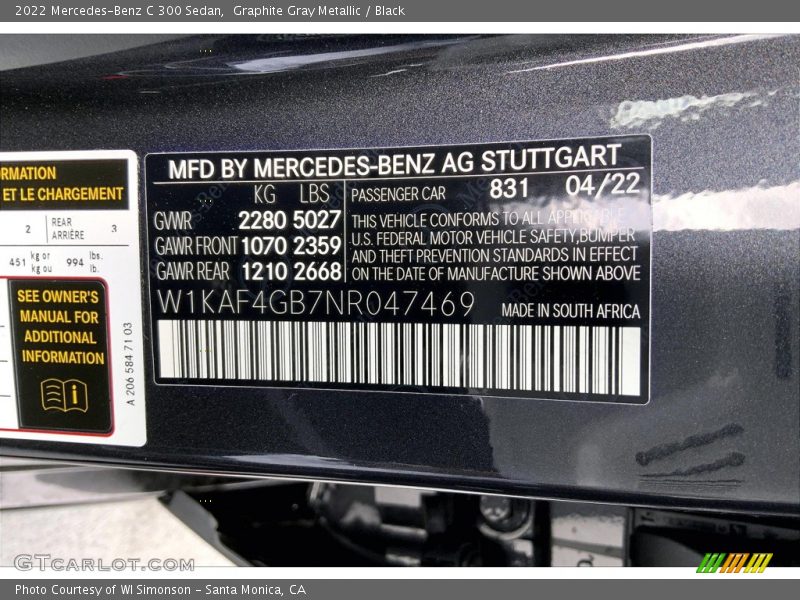 2022 Mercedes-Benz C 300 Sedan,  Graphite Gray Metallic / Black
RMATION
ET LE CHARGEMENT
2 REAR ARRIÈRE 3
451 kg or kg ou 994 lbs. lb.
SEE OWNER'S
MANUAL FOR
ADDITIONAL
INFORMATION
A 206 584 71 03
MFD BY MERCEDES-BENZ AG STUTTGART
KG LBS PASSENGER CAR 831 04/22
GWR 2280 5027
GAWR FRONT 1070 2359
GAWR REAR 1210 2668
THIS VEHICLE CONFORMS TO ALL APPLICABLE
U.S. FEDERAL MOTOR VEHICLE SAFETY, BUMPER
AND THEFT PREVENTION STANDARDS IN EFFECT
ON THE DATE OF MANUFACTURE SHOWN ABOVE
W1KAF4GB7NR047469 MADE IN SOUTH AFRICA
GTCARLOT.COM
Photo Courtesy of WI Simonson - Santa Monica, CA